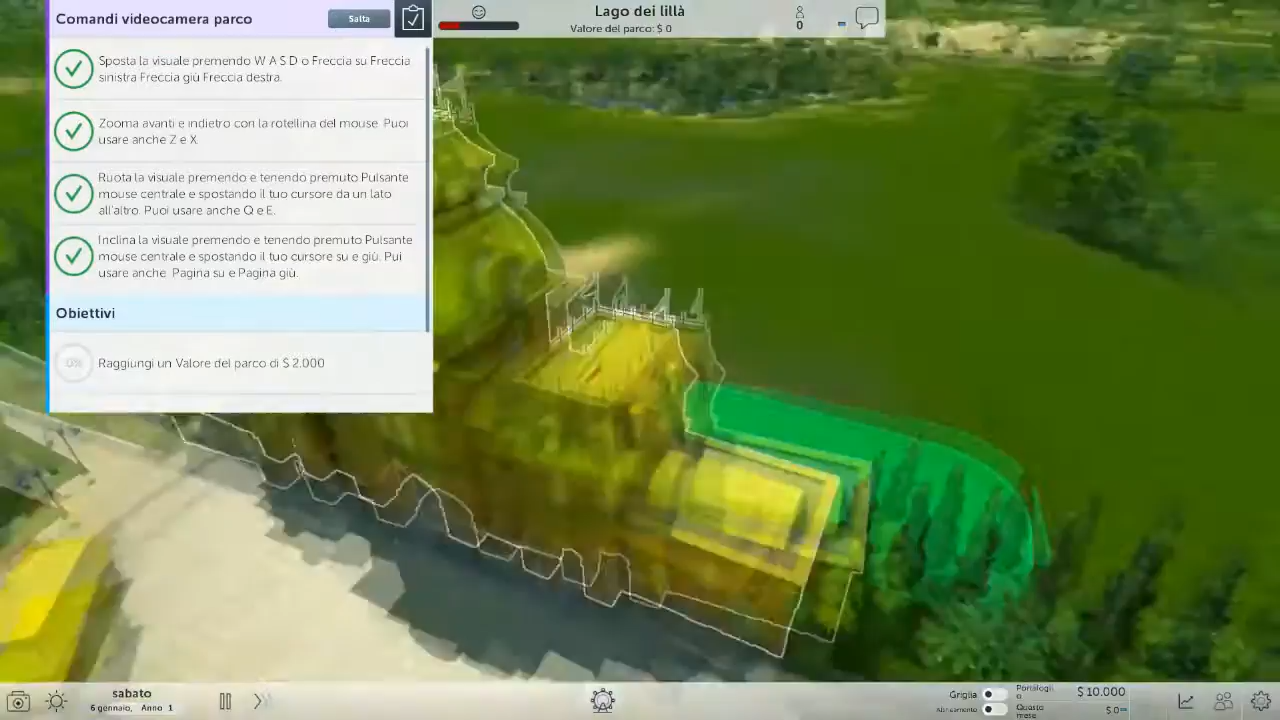 Comandi videocamera parco
Salta
Sposta la visuale premendo W A S D o Freccia su Freccia
sinistra Freccia giù Freccia destra.
Zooma avanti e indietro con la rotellina del mouse. Puoi
usare anche Z e X.
Ruota la visuale premendo e tenendo premuto Pulsante
mouse centrale e spostando il tuo cursore da un lato
all'altro. Puoi usare anche Q e E.
Inclina la visuale premendo e tenendo premuto Pulsante
mouse centrale e spostando il tuo cursore su e giù. Pui
usare anche Pagina su e Pagina giù.
Obiettivi
0%
Raggiungi un Valore del parco di $ 2.000
Lago dei lillà
Valore del parco: $ 0
0
sabato
6 gennaio, Anno 1
Griglia
Allineamento
Portafogli
o
$ 10.000
Questo
mese
$ 0